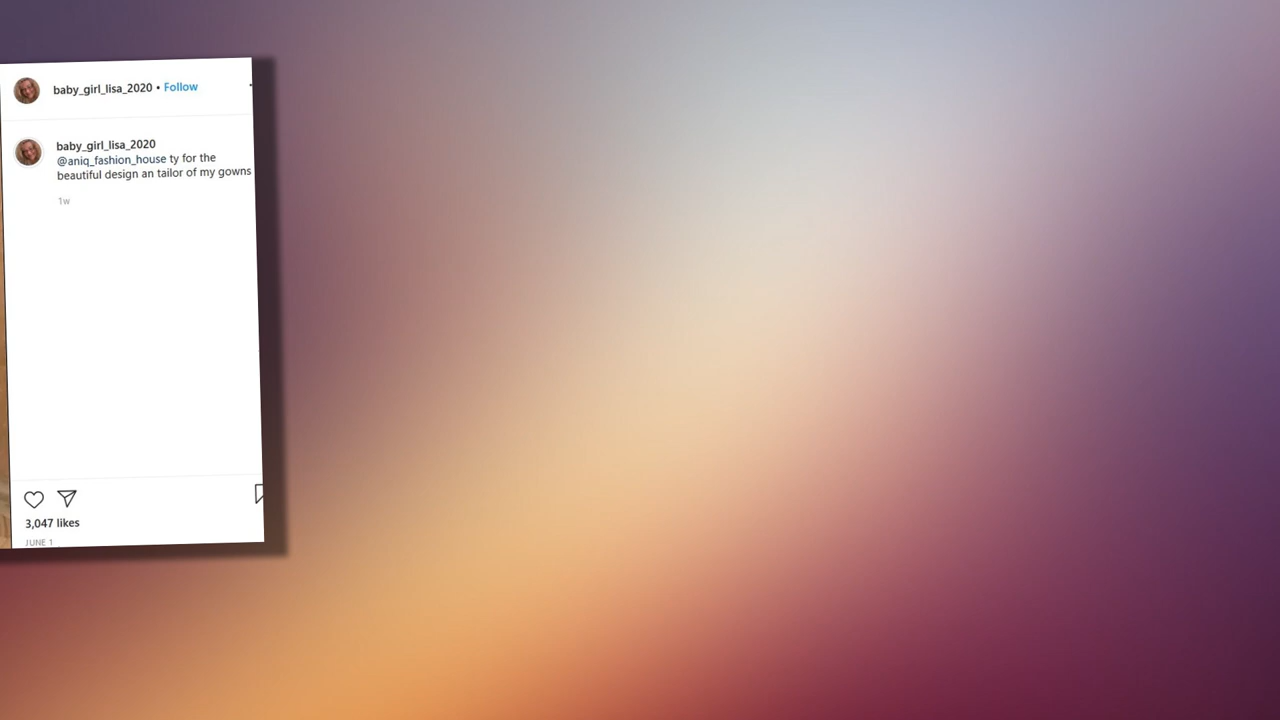 baby_girl_lisa_2020 • Follow
baby_girl_lisa_2020
@aniq_fashion_house ty for the
beautiful design an tailor of my gowns
1w
3,047 likes
JUNE 1